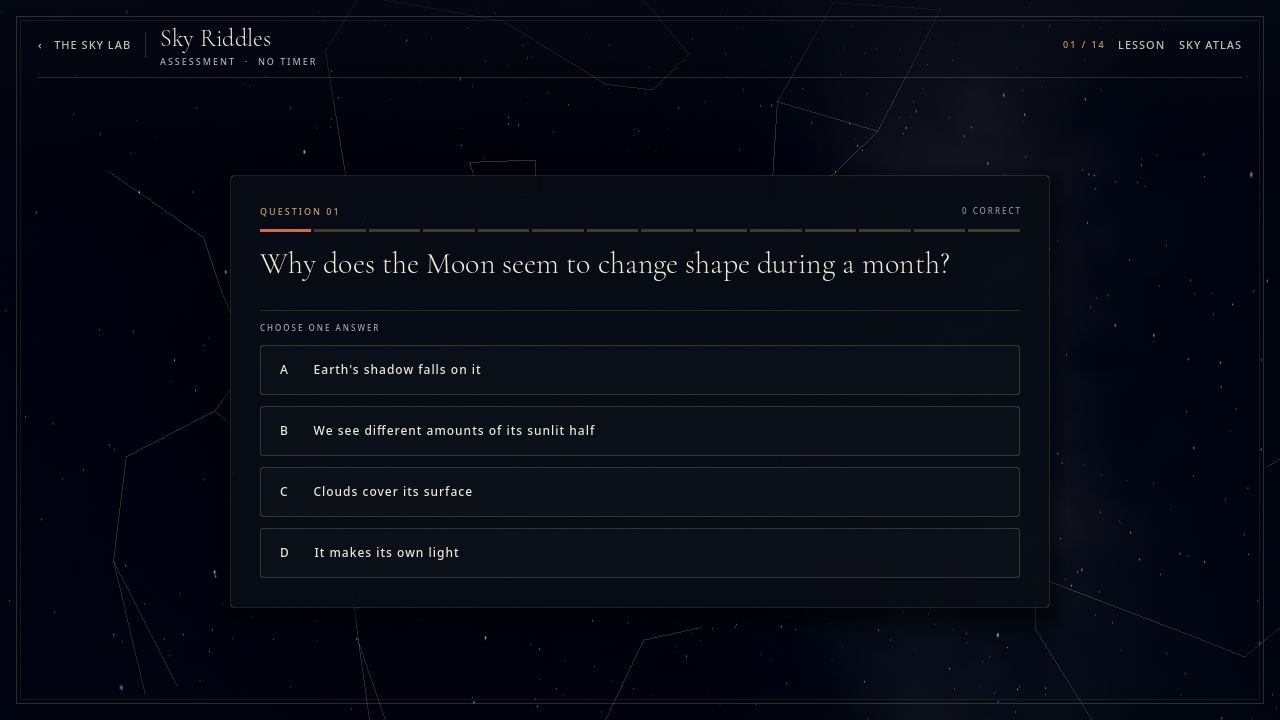 ‹ THE SKY LAB
Sky Riddles
ASSESSMENT · NO TIMER
01 / 14 LESSON SKY ATLAS
QUESTION 01
0 CORRECT
Why does the Moon seem to change shape during a month?
CHOOSE ONE ANSWER
A Earth's shadow falls on it
B We see different amounts of its sunlit half
C Clouds cover its surface
D It makes its own light